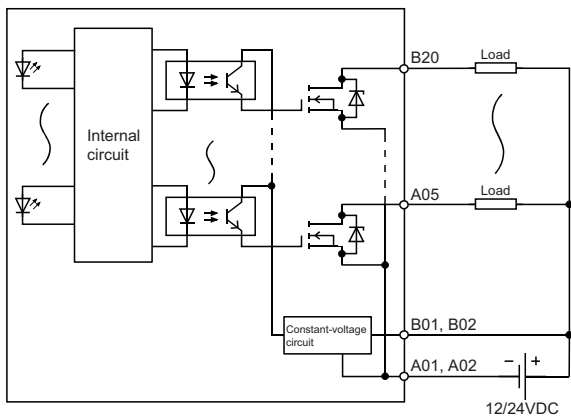 B20
Load
Internal
circuit
A05
Load
Constant-voltage
circuit
B01, B02
A01, A02
− +
12/24VDC